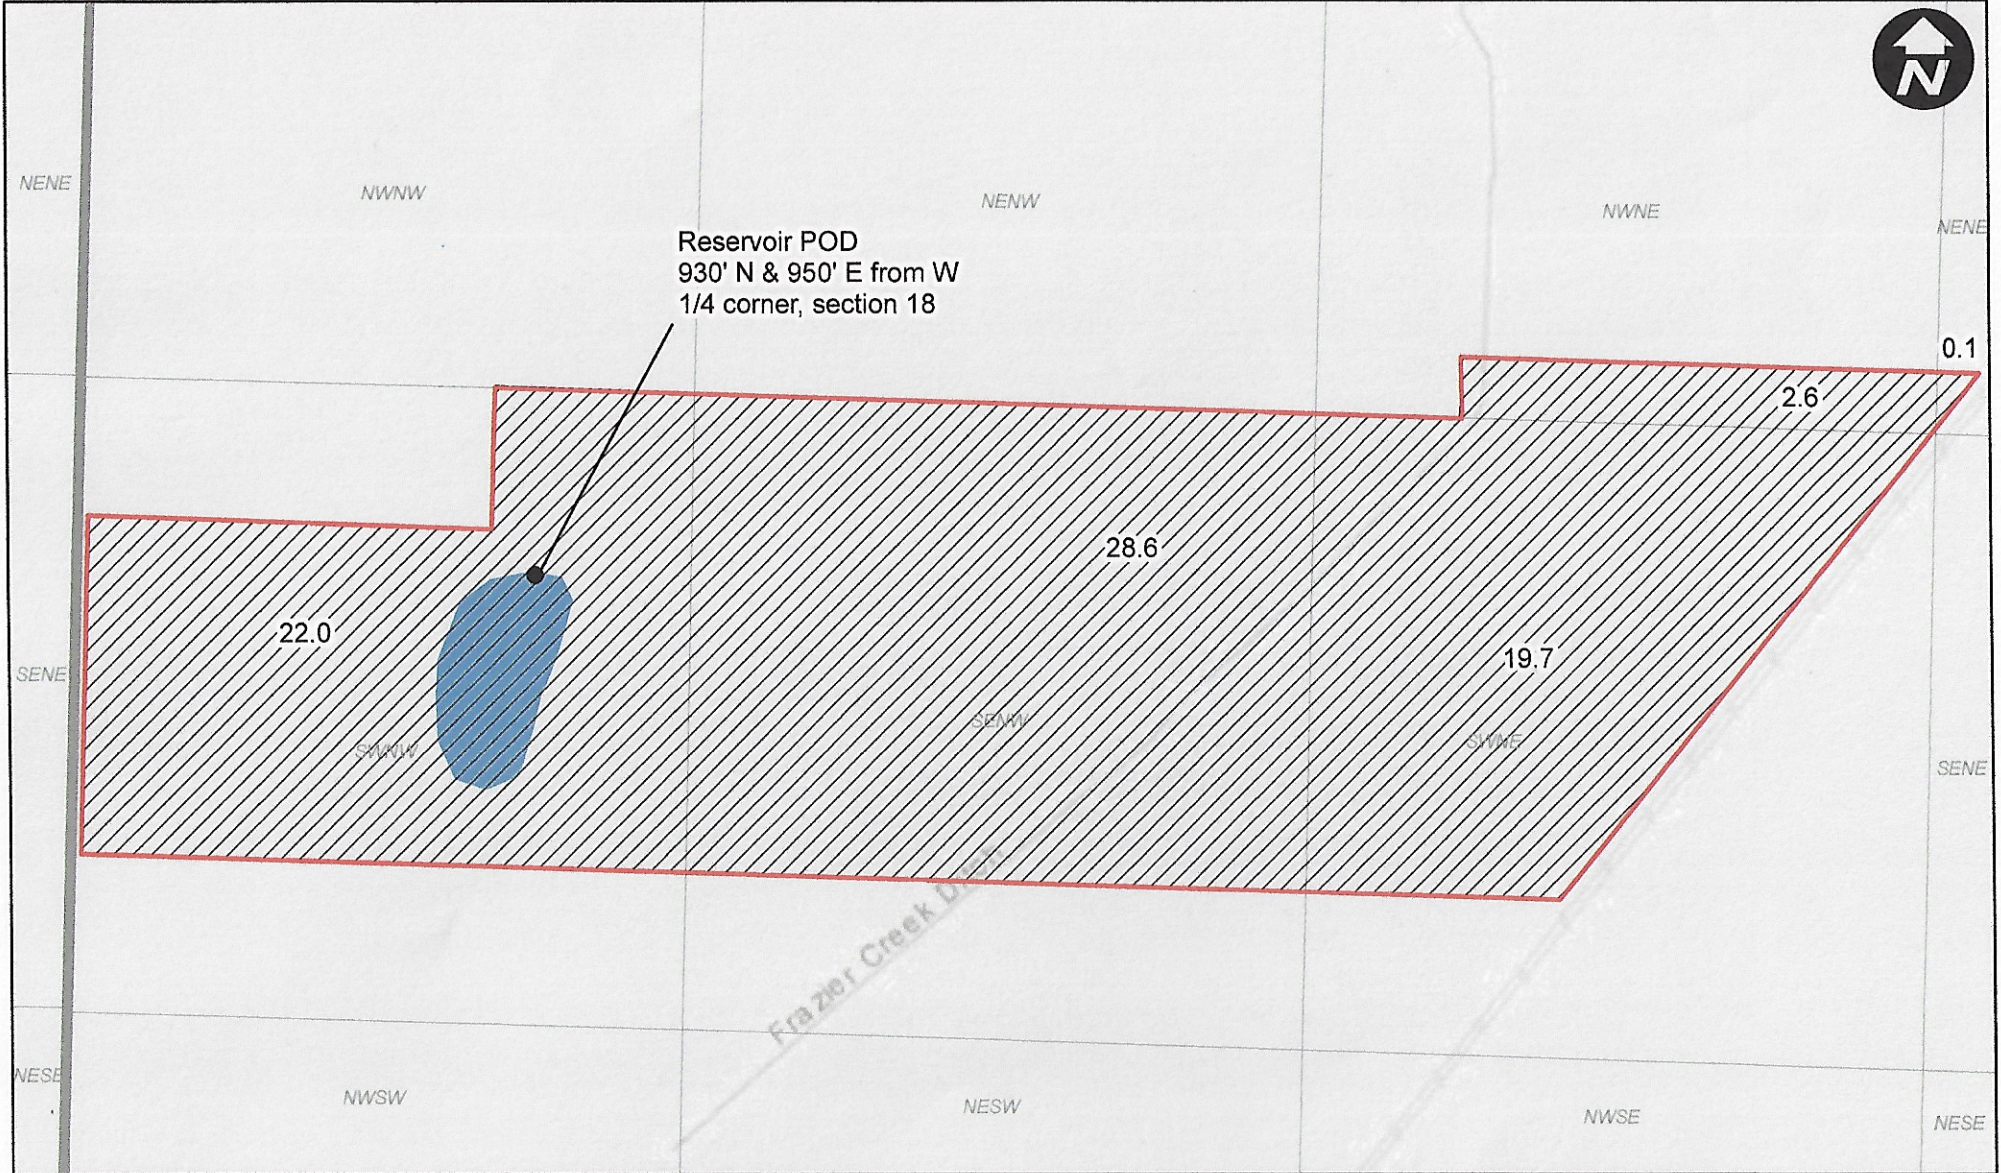 N
NENE
NWNW
NENW
NWNE
NENE
Reservoir POD
930' N & 950' E from W
1/4 corner, section 18
0.1
2.6
28.6
22.0
19.7
SENE
SWNW
SENW
SWNE
SENE
Frazier Creek Ditch
NESE
NWSW
NESW
NWSE
NESE